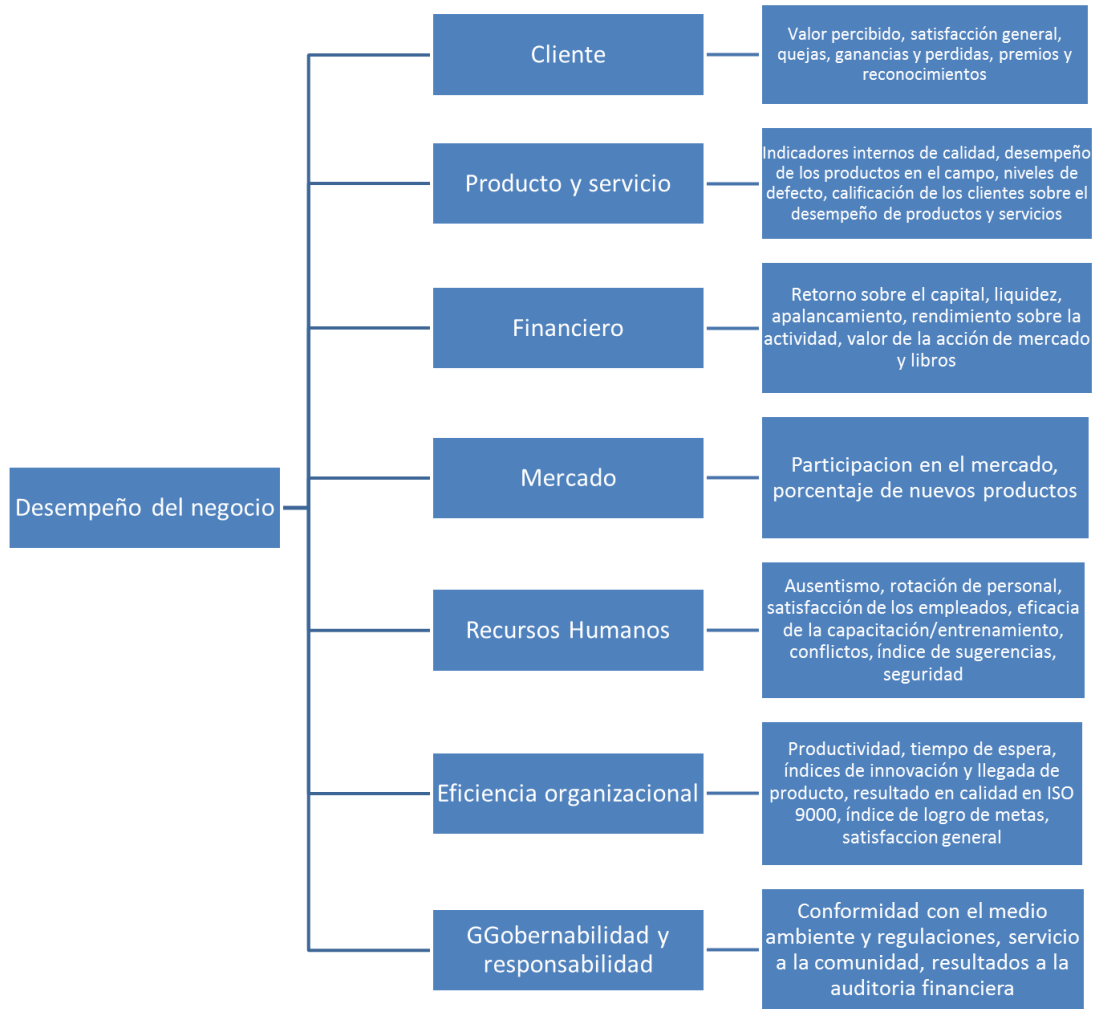 Cliente
Valor percibido, satisfacción general,
quejas, ganancias y perdidas, premios y
reconocimientos
Producto y servicio
Indicadores internos de calidad, desempeño
de los productos en el campo, niveles de
defecto, calificación de los clientes sobre el
desempeño de productos y servicios
Financiero
Retorno sobre el capital, liquidez,
apalancamiento, rendimiento sobre la
actividad, valor de la acción de mercado
y libros
Desempeño del negocio
Mercado
Participacion en el mercado,
porcentaje de nuevos productos
Recursos Humanos
Ausentismo, rotación de personal,
satisfacción de los empleados, eficacia
de la capacitación/entrenamiento,
conflictos, índice de sugerencias,
seguridad
Eficiencia organizacional
Productividad, tiempo de espera,
índices de innovación y llegada de
producto, resultado en calidad en ISO
9000, índice de logro de metas,
satisfaccion general
GGobernabilidad y
responsabilidad
Conformidad con el medio
ambiente y regulaciones, servicio
a la comunidad, resultados a la
auditoria financiera